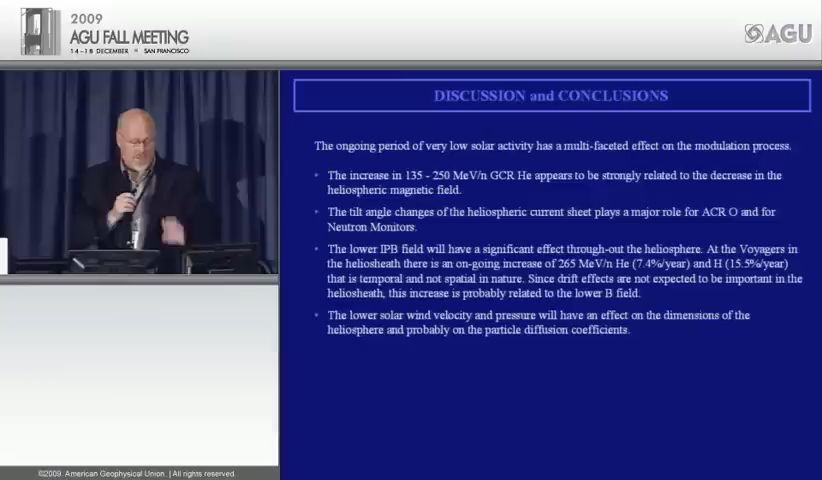 2009
AGU FALL MEETING
14-18 DECEMBER • SAN FRANCISCO
AGU
DISCUSSION and CONCLUSIONS
The ongoing period of very low solar activity has a multi-faceted effect on the modulation process.
• The increase in 135 - 250 MeV/n GCR He appears to be strongly related to the decrease in the
heliospheric magnetic field.
• The tilt angle changes of the heliospheric current sheet plays a major role for ACR O and for
Neutron Monitors.
• The lower IPB field will have a significant effect through-out the heliosphere. At the Voyagers in
the heliosheath there is an on-going increase of 265 MeV/n He (7.4%/year) and H (15.5%/year)
that is temporal and not spatial in nature. Since drift effects are not expected to be important in the
heliosheath, this increase is probably related to the lower B field.
• The lower solar wind velocity and pressure will have an effect on the dimensions of the
heliosphere and probably on the particle diffusion coefficients.
©2009. American Geophysical Union. | All rights reserved.